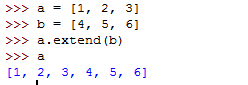 >>> a = [1, 2, 3]
>>> b = [4, 5, 6]
>>> a.extend(b)
>>> a
[1, 2, 3, 4, 5, 6]